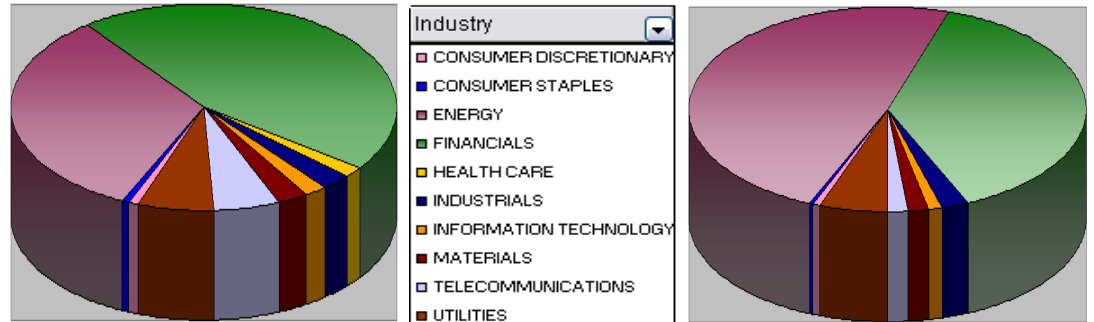 Industry
CONSUMER DISCRETIONARY
CONSUMER STAPLES
ENERGY
FINANCIALS
HEALTH CARE
INDUSTRIALS
INFORMATION TECHNOLOGY
MATERIALS
TELECOMMUNICATIONS
UTILITIES